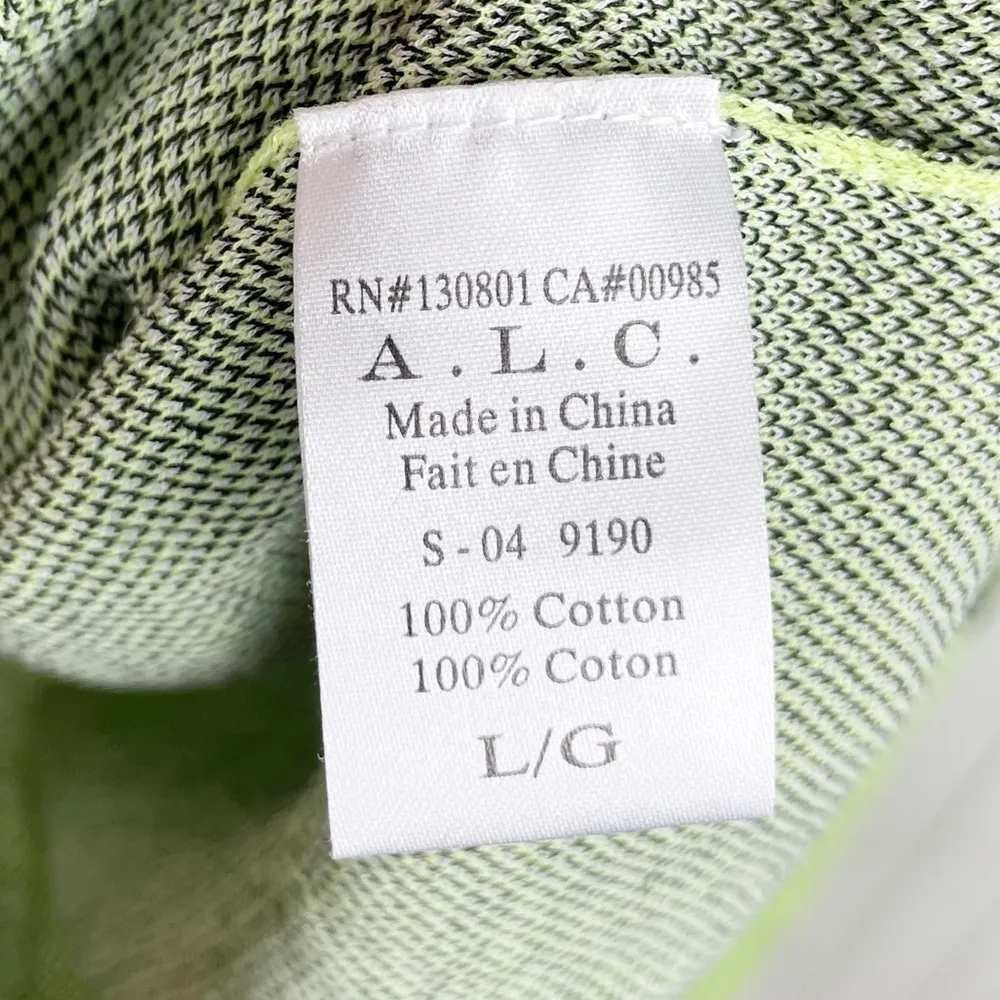 RN#130801 CA#00985
A . L . C .
Made in China
Fait en Chine
S - 04 9190
100% Cotton
100% Coton
L/G